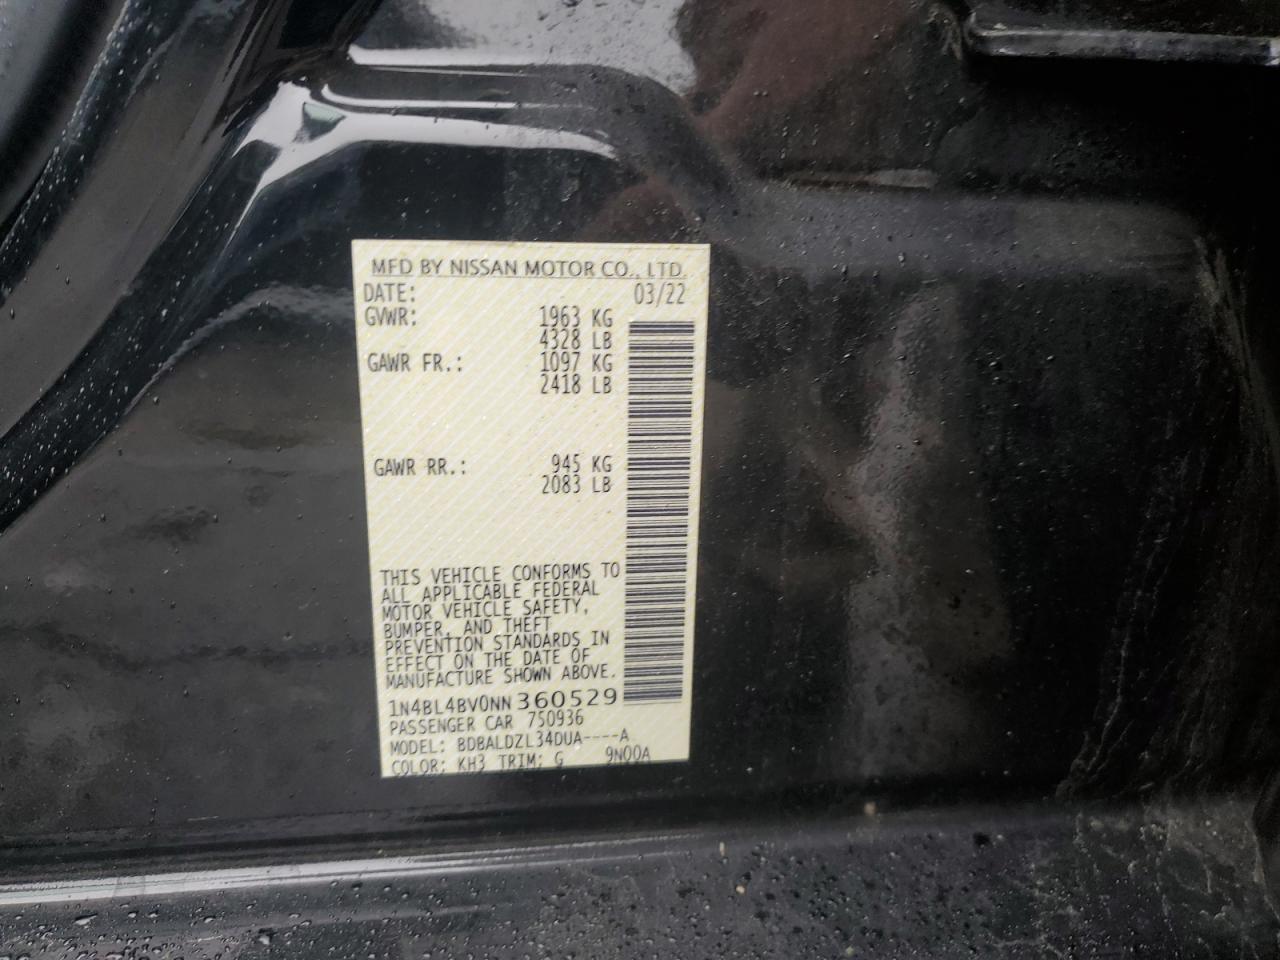 MFD BY NISSAN MOTOR CO., LTD.
DATE: 03/22
GVWR: 1963 KG
4328 LB
GAWR FR.: 1097 KG
2418 LB
GAWR RR.: 945 KG
2083 LB
THIS VEHICLE CONFORMS TO
ALL APPLICABLE FEDERAL
MOTOR VEHICLE SAFETY,
BUMPER, AND THEFT
PREVENTION STANDARDS IN
EFFECT ON THE DATE OF
MANUFACTURE SHOWN ABOVE.
1N4BL4BV0NN360529
PASSENGER CAR 750936
MODEL: BDBALDZL34DUA----A
COLOR: KH3 TRIM: G 9N00A